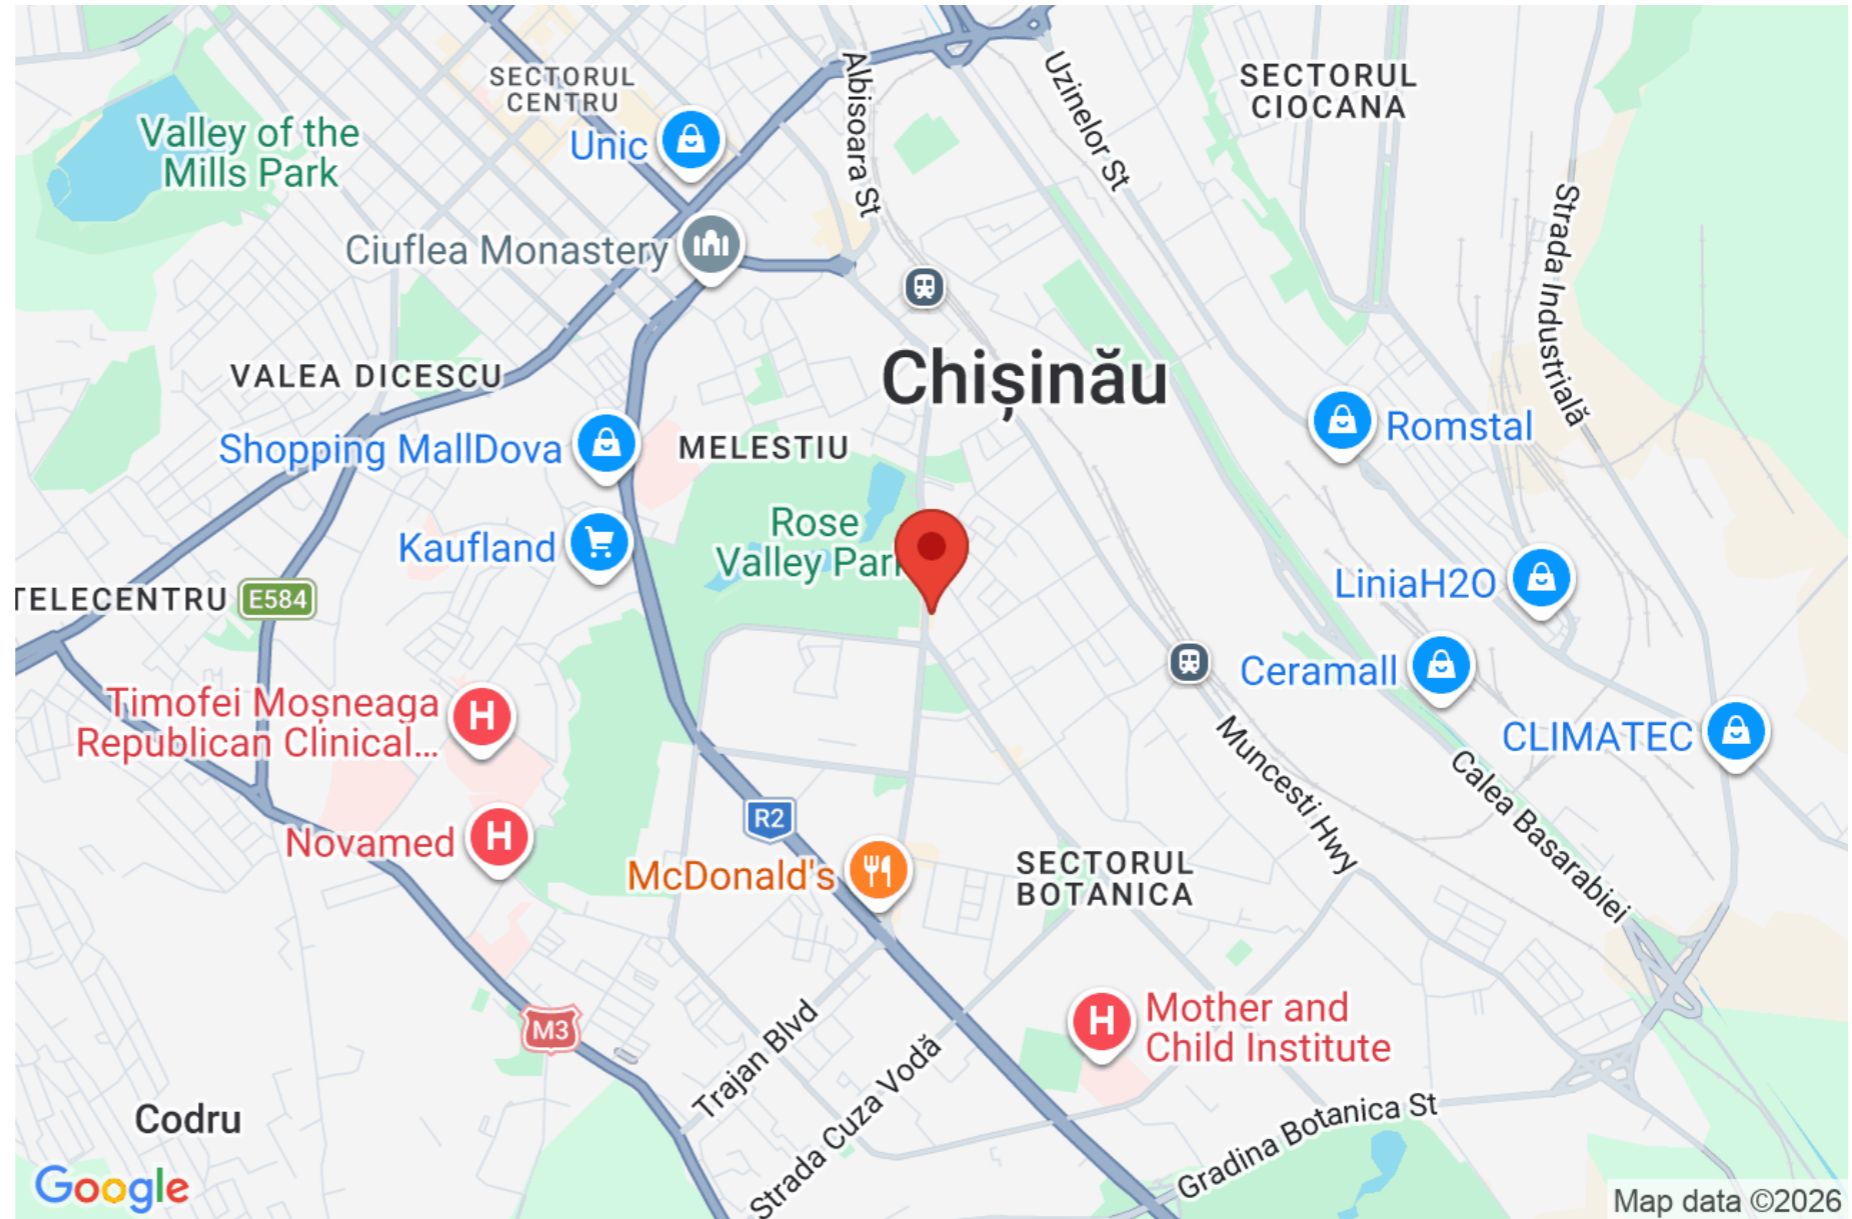 SECTORUL
CENTRU
Unic
Albisoara St
Uzinelor St
SECTORUL
CIOCANA
Valley of the
Mills Park
Ciuflea Monastery
Strada Industrială
Chișinău
VALEA DICESCU
Shopping MallDova
MELESTIU
Romstal
Kaufland
Rose
Valley Park
TELECENTRU
E584
LiniaH2O
Ceramall
Timofei Moșneaga
Republican Clinical...
H
CLIMATEC
Muncesti Hwy
Calea Basarabiei
Novamed
H
R2
McDonald's
SECTORUL
BOTANICA
M3
H
Mother and
Child Institute
Trajan Blvd
Strada Cuza Vodă
Gradina Botanica St
Codru
Google
Map data ©2026